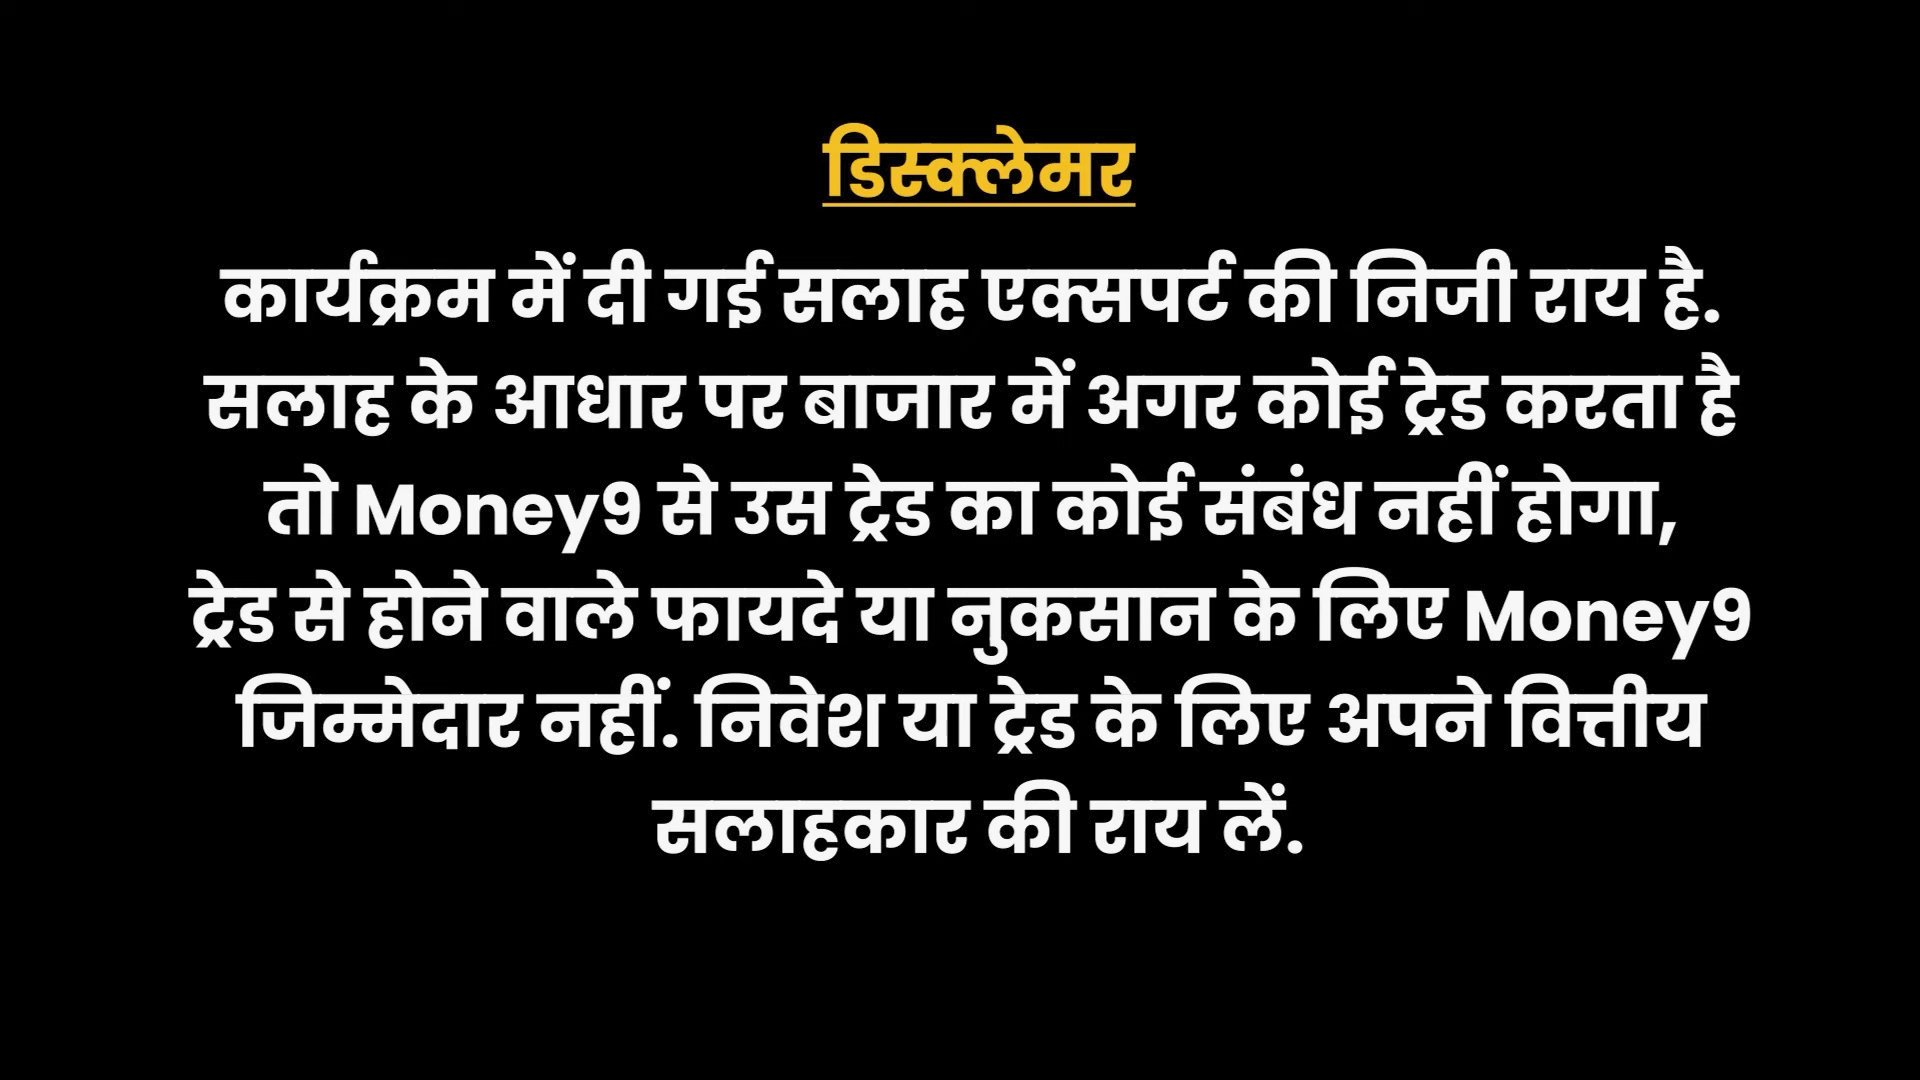 डिस्क्लेमर
कार्यक्रम में दी गई सलाह एक्सपर्ट की निजी राय है.
सलाह के आधार पर बाजार में अगर कोई ट्रेड करता है
तो Money9 से उस ट्रेड का कोई संबंध नहीं होगा,
ट्रेड से होने वाले फायदे या नुकसान के लिए Money9
जिम्मेदार नहीं. निवेश या ट्रेड के लिए अपने वित्तीय
सलाहकार की राय लें.